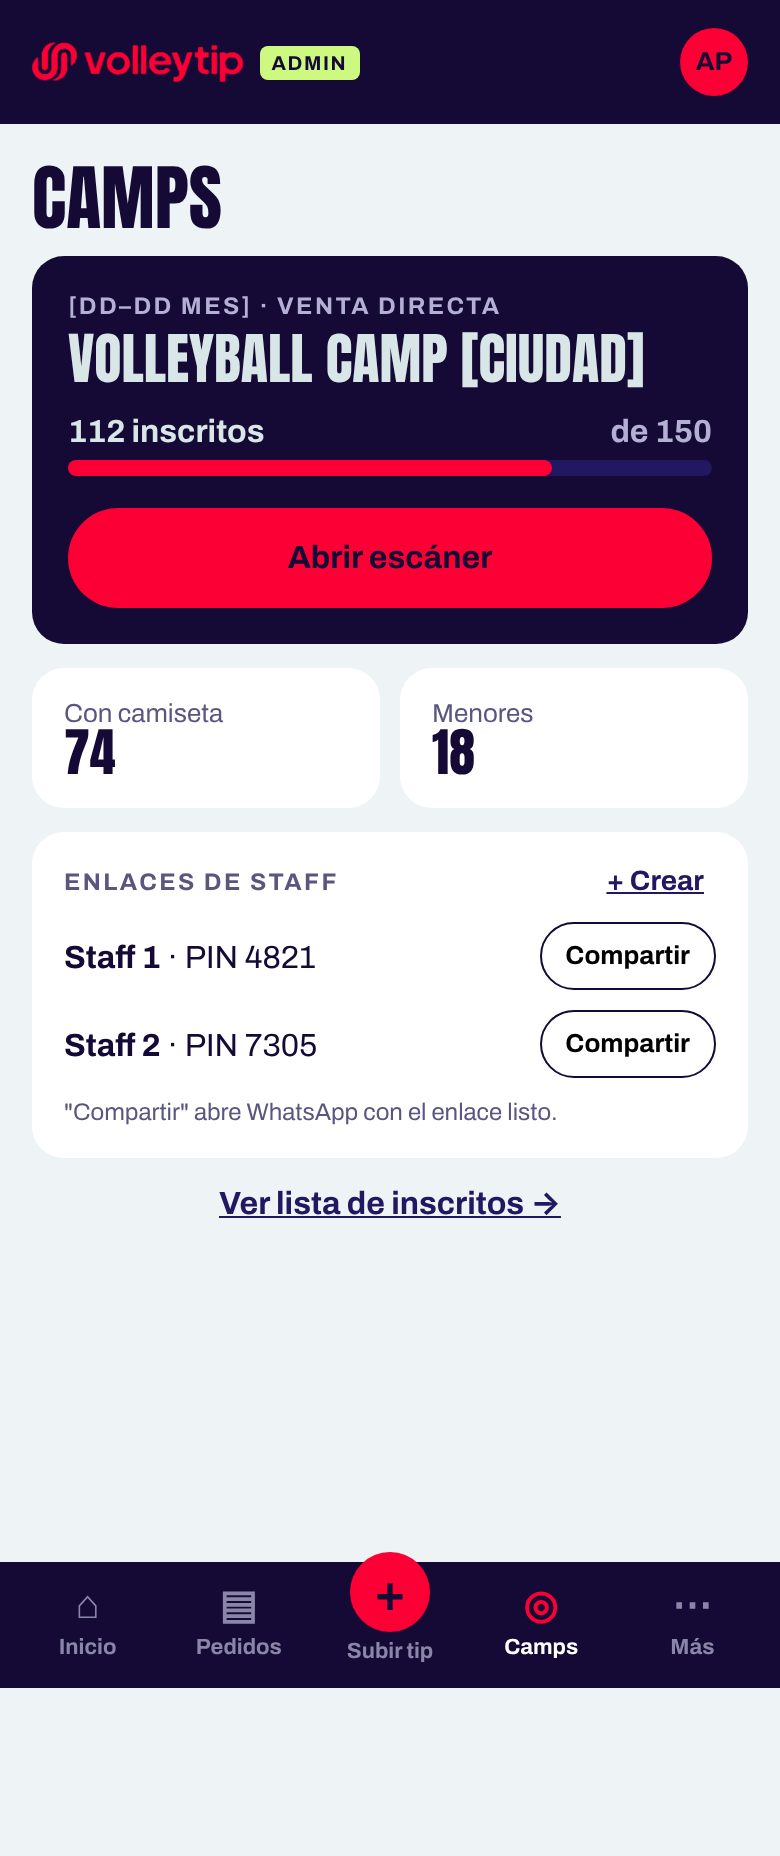 volleytip ADMIN AP
CAMPS
[DD–DD MES] · VENTA DIRECTA
VOLLEYBALL CAMP [CIUDAD]
112 inscritos de 150
Abrir escáner
Con camiseta Menores
74 18
ENLACES DE STAFF + Crear
Staff 1 · PIN 4821 Compartir
Staff 2 · PIN 7305 Compartir
"Compartir" abre WhatsApp con el enlace listo.
Ver lista de inscritos →
+
Inicio Pedidos Subir tip Camps Más